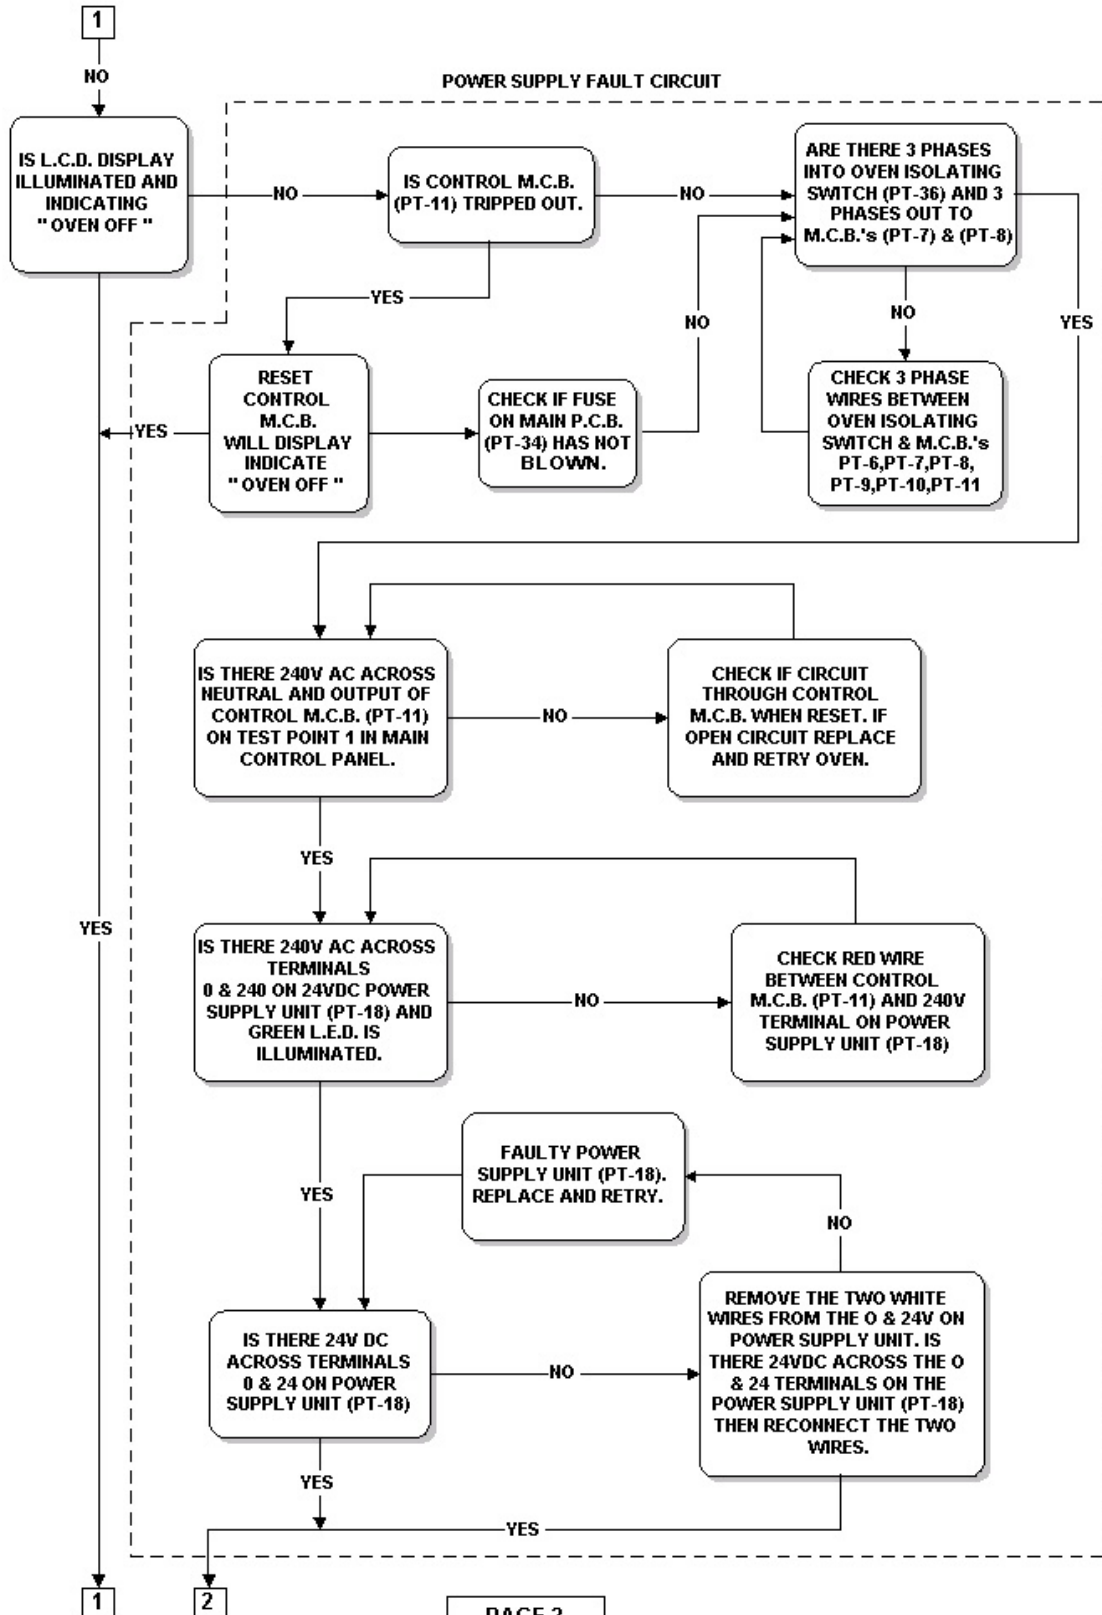 1
NO
POWER SUPPLY FAULT CIRCUIT
IS L.C.D. DISPLAY
ILLUMINATED AND
INDICATING
" OVEN OFF "
NO
IS CONTROL M.C.B.
(PT-11) TRIPPED OUT.
NO
ARE THERE 3 PHASES
INTO OVEN ISOLATING
SWITCH (PT-36) AND 3
PHASES OUT TO
M.C.B.'s (PT-7) & (PT-8)
YES
NO
NO
YES
RESET
CONTROL
M.C.B.
WILL DISPLAY
INDICATE
" OVEN OFF "
YES
CHECK IF FUSE
ON MAIN P.C.B.
(PT-34) HAS NOT
BLOWN.
CHECK 3 PHASE
WIRES BETWEEN
OVEN ISOLATING
SWITCH & M.C.B.'s
PT-6,PT-7,PT-8,
PT-9,PT-10,PT-11
IS THERE 240V AC ACROSS
NEUTRAL AND OUTPUT OF
CONTROL M.C.B. (PT-11)
ON TEST POINT 1 IN MAIN
CONTROL PANEL.
NO
CHECK IF CIRCUIT
THROUGH CONTROL
M.C.B. WHEN RESET. IF
OPEN CIRCUIT REPLACE
AND RETRY OVEN.
YES
YES
IS THERE 240V AC ACROSS
TERMINALS
0 & 240 ON 24VDC POWER
SUPPLY UNIT (PT-18) AND
GREEN L.E.D. IS
ILLUMINATED.
NO
CHECK RED WIRE
BETWEEN CONTROL
M.C.B. (PT-11) AND 240V
TERMINAL ON POWER
SUPPLY UNIT (PT-18)
YES
FAULTY POWER
SUPPLY UNIT (PT-18).
REPLACE AND RETRY.
NO
IS THERE 24V DC
ACROSS TERMINALS
0 & 24 ON POWER
SUPPLY UNIT (PT-18)
NO
REMOVE THE TWO WHITE
WIRES FROM THE O & 24V ON
POWER SUPPLY UNIT. IS
THERE 24VDC ACROSS THE O
& 24 TERMINALS ON THE
POWER SUPPLY UNIT (PT-18)
THEN RECONNECT THE TWO
WIRES.
YES
YES
1
2